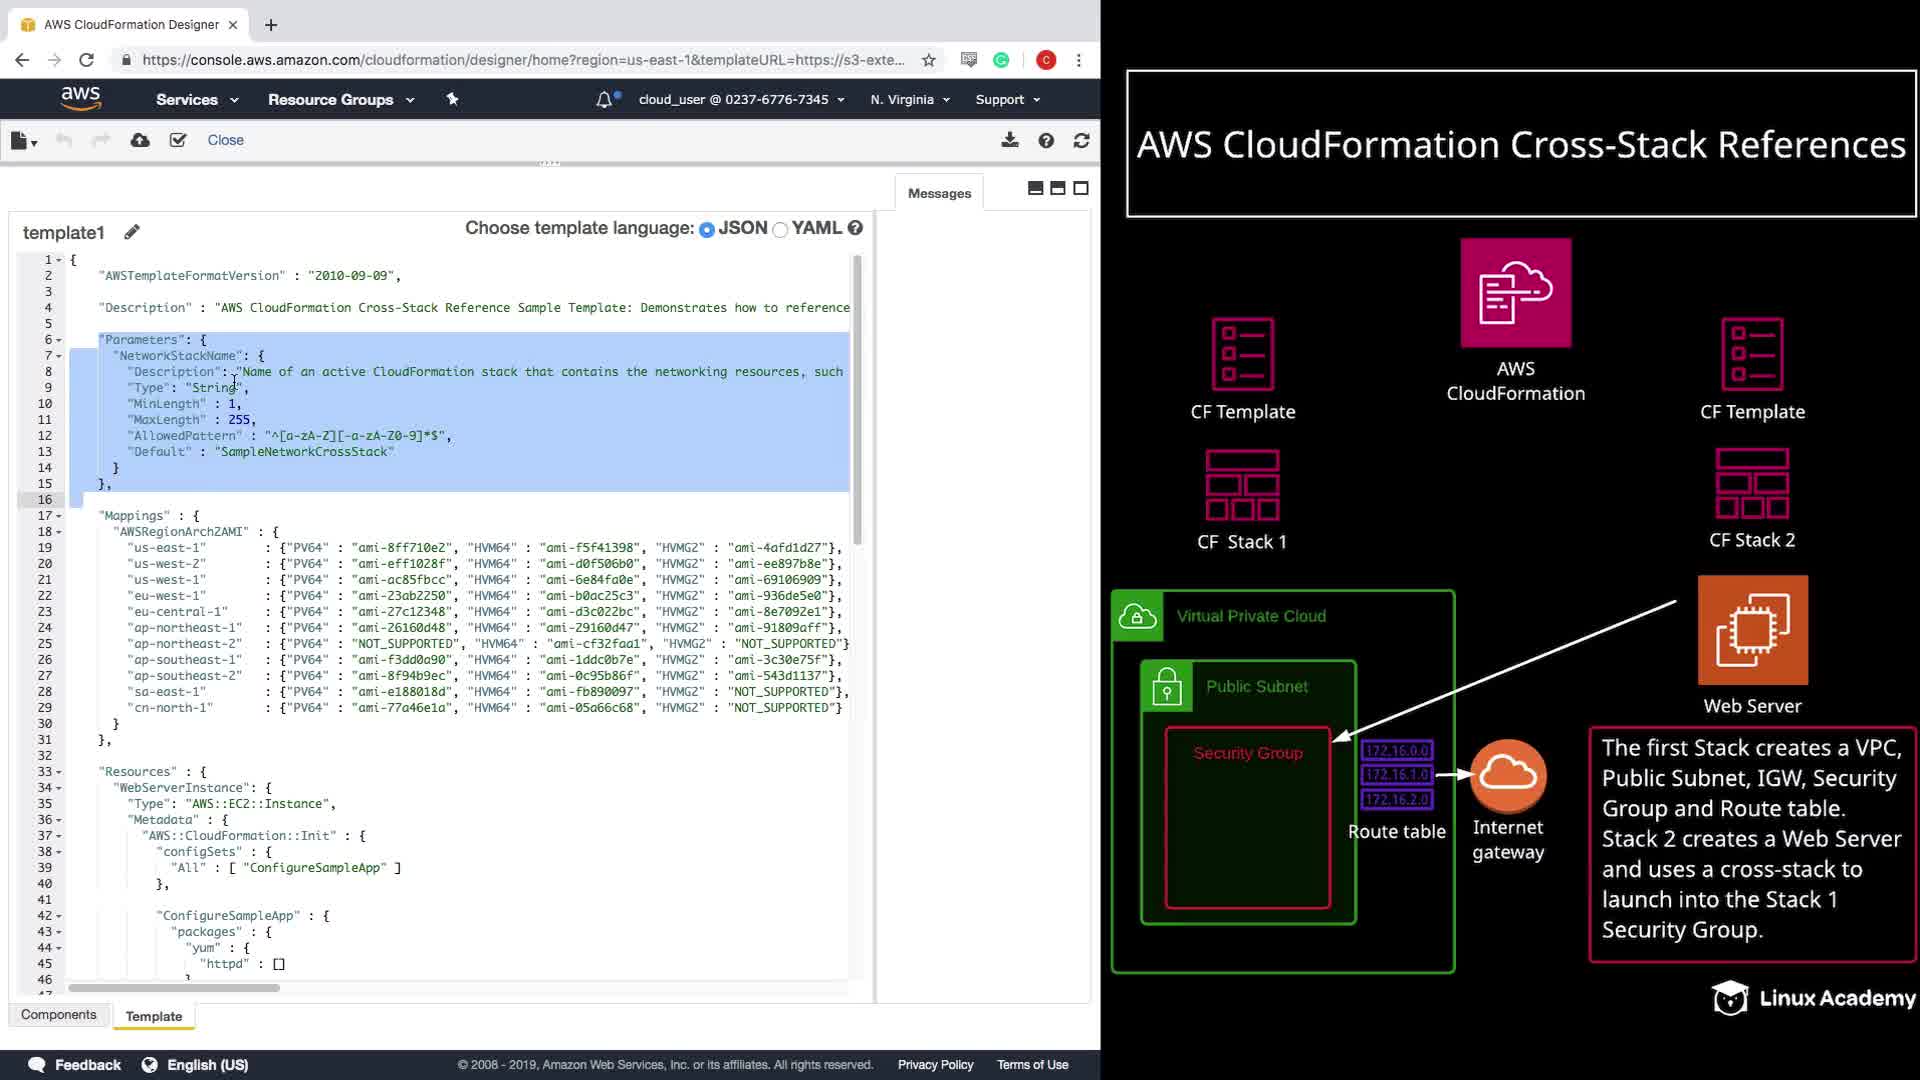 AWS CloudFormation Designer
https://console.aws.amazon.com/cloudformation/designer/home?region=us-east-1&templateURL=https://s3-exte...
C
aws
Services
Resource Groups
cloud_user @ 0237-6776-7345
N. Virginia
Support
Close
Messages
template1
Choose template language: JSON YAML
1 {
2 "AWSTemplateFormatVersion" : "2010-09-09",
3
4 "Description" : "AWS CloudFormation Cross-Stack Reference Sample Template: Demonstrates how to reference
5
6 "Parameters": {
7 "NetworkStackName": {
8 "Description": "Name of an active CloudFormation stack that contains the networking resources, such
9 "Type": "String",
10 "MinLength" : 1,
11 "MaxLength" : 255,
12 "AllowedPattern" : "^[a-zA-Z][-a-zA-Z0-9]*$",
13 "Default" : "SampleNetworkCrossStack"
14 }
15 },
16
17 "Mappings" : {
18 "AWSRegionArch2AMI" : {
19 "us-east-1" : {"PV64" : "ami-8ff710e2", "HVM64" : "ami-f5f41398", "HVMG2" : "ami-4afd1d27"},
20 "us-west-2" : {"PV64" : "ami-eff1028f", "HVM64" : "ami-d0f506b0", "HVMG2" : "ami-ee897b8e"},
21 "us-west-1" : {"PV64" : "ami-ac85fbcc", "HVM64" : "ami-6e84fa0e", "HVMG2" : "ami-69106909"},
22 "eu-west-1" : {"PV64" : "ami-23ab2250", "HVM64" : "ami-b0ac25c3", "HVMG2" : "ami-936de5e0"},
23 "eu-central-1" : {"PV64" : "ami-27c12348", "HVM64" : "ami-d3c022bc", "HVMG2" : "ami-8e7092e1"},
24 "ap-northeast-1" : {"PV64" : "ami-26160d48", "HVM64" : "ami-29160d47", "HVMG2" : "ami-91809aff"},
25 "ap-northeast-2" : {"PV64" : "NOT_SUPPORTED", "HVM64" : "ami-cf32faa1", "HVMG2" : "NOT_SUPPORTED"}
26 "ap-southeast-1" : {"PV64" : "ami-f3dd0a90", "HVM64" : "ami-1ddc0b7e", "HVMG2" : "ami-3c30e75f"},
27 "ap-southeast-2" : {"PV64" : "ami-8f94b9ec", "HVM64" : "ami-0c95b86f", "HVMG2" : "ami-543d1137"},
28 "sa-east-1" : {"PV64" : "ami-e188018d", "HVM64" : "ami-fb890097", "HVMG2" : "NOT_SUPPORTED"},
29 "cn-north-1" : {"PV64" : "ami-77a46e1a", "HVM64" : "ami-05a66c68", "HVMG2" : "NOT_SUPPORTED"}
30 }
31 },
32
33 "Resources" : {
34 "WebServerInstance": {
35 "Type": "AWS::EC2::Instance",
36 "Metadata" : {
37 "AWS::CloudFormation::Init" : {
38 "configSets" : {
39 "All" : [ "ConfigureSampleApp" ]
40 },
41
42 "ConfigureSampleApp" : {
43 "packages" : {
44 "yum" : {
45 "httpd" : []
46 }
Components
Template
Feedback
English (US)
© 2008 - 2019, Amazon Web Services, Inc. or its affiliates. All rights reserved.
Privacy Policy
Terms of Use
AWS CloudFormation Cross-Stack References
AWS
CloudFormation
CF Template
CF Template
CF Stack 1
CF Stack 2
Virtual Private Cloud
Public Subnet
Security Group
172.16.0.0
172.16.1.0
172.16.2.0
Route table
Internet
gateway
Web Server
The first Stack creates a VPC,
Public Subnet, IGW, Security
Group and Route table.
Stack 2 creates a Web Server
and uses a cross-stack to
launch into the Stack 1
Security Group.
Linux Academy